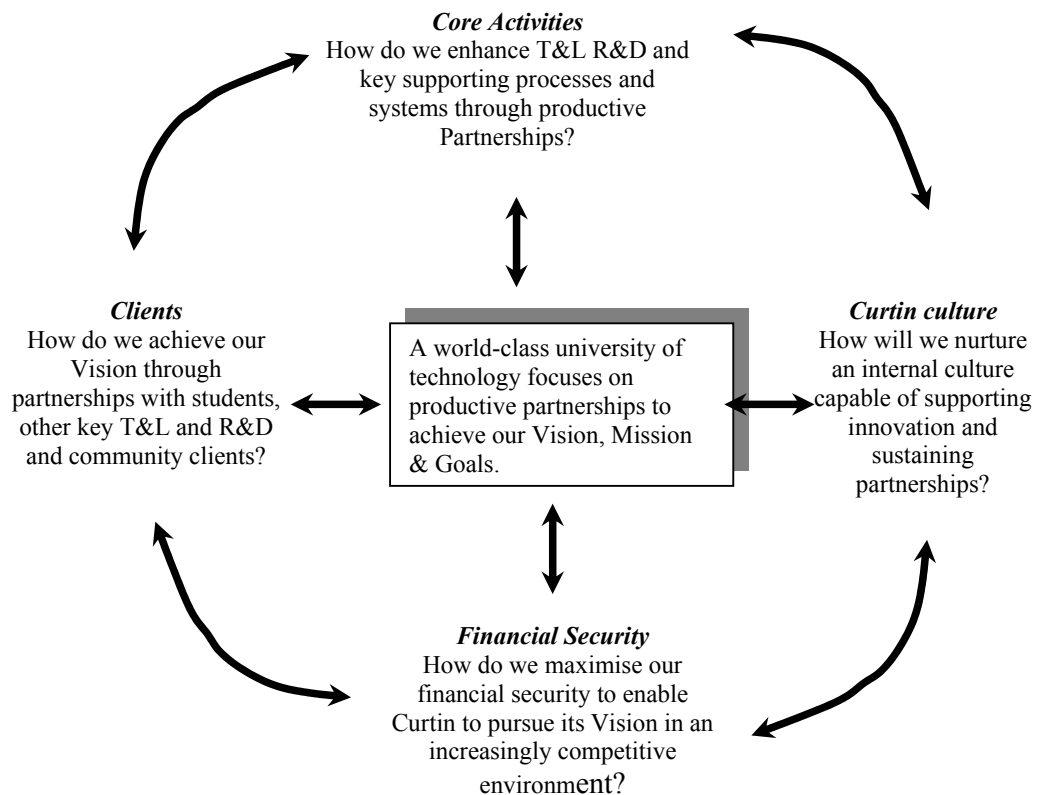 Core Activities
How do we enhance T&L R&D and
key supporting processes and
systems through productive
Partnerships?
Clients
How do we achieve our
Vision through
partnerships with students,
other key T&L and R&D
and community clients?
A world-class university of
technology focuses on
productive partnerships to
achieve our Vision, Mission
& Goals.
Curtin culture
How will we nurture
an internal culture
capable of supporting
innovation and
sustaining
partnerships?
Financial Security
How do we maximise our
financial security to enable
Curtin to pursue its Vision in an
increasingly competitive
environment?